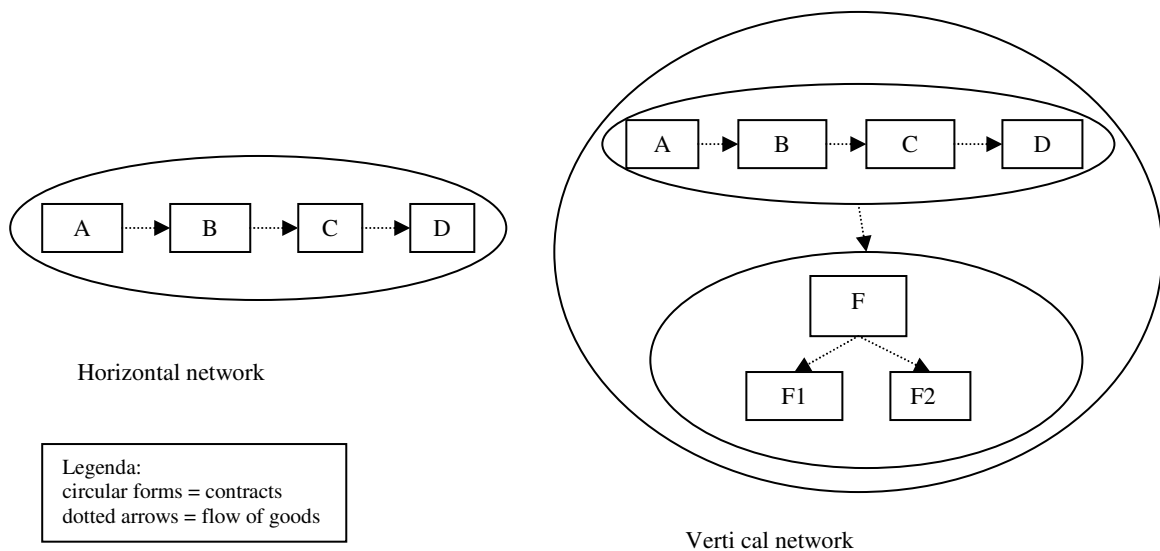 A B C D
Horizontal network
Legenda:
circular forms = contracts
dotted arrows = flow of goods
A B C D
F
F1 F2
Verti cal network